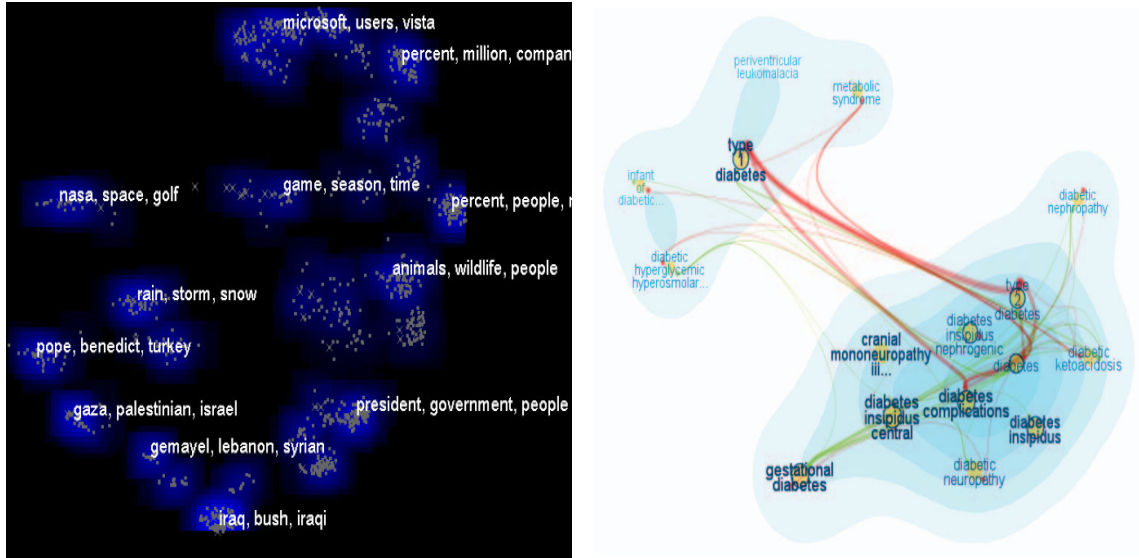 microsoft, users, vista
percent, million, compan
nasa, space, golf
game, season, time
percent, people, r
animals, wildlife, people
rain, storm, snow
pope, benedict, turkey
gaza, palestinian, israel
president, government, people
gemayel, lebanon, syrian
iraq, bush, iraqi
periventricular
leukomalacia
metabolic
syndrome
type
1
diabetes
infant
of
diabetic...
diabetic
nephropathy
diabetic
hyperglycemic
hyperosmolar...
type
2
diabetes
diabetes
insipidus
nephrogenic
cranial
mononeuropathy
iii...
diabetes
diabetic
ketoacidosis
diabetes
complications
diabetes
insipidus
central
diabetes
insipidus
gestational
diabetes
diabetic
neuropathy